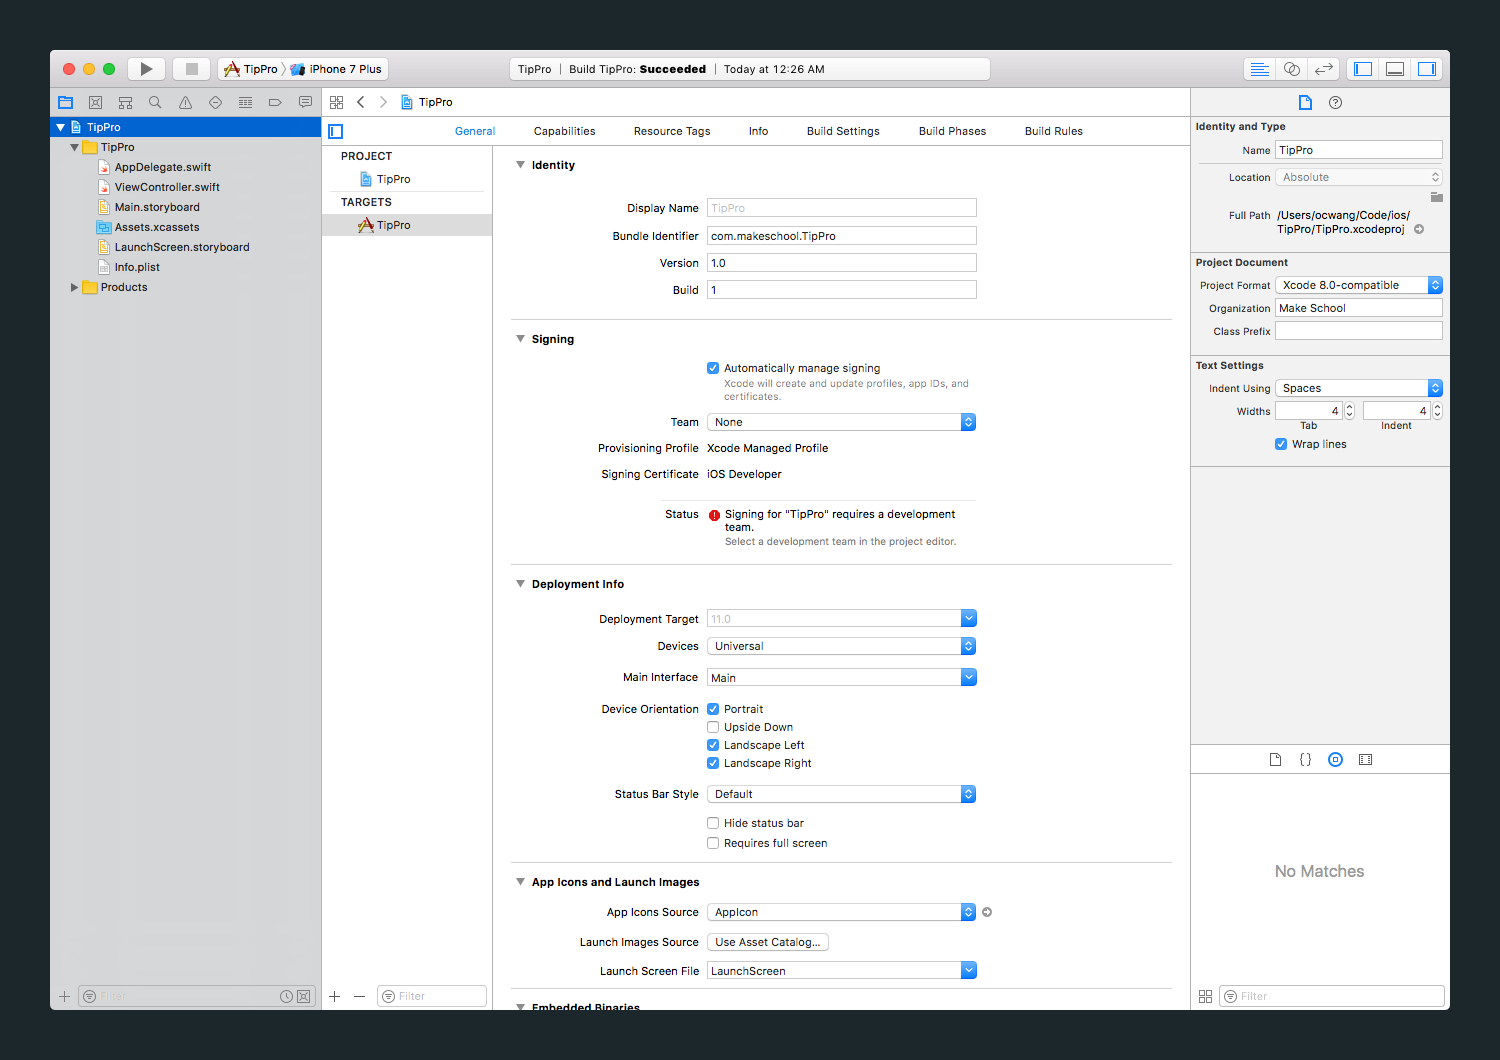 TipPro
iPhone 7 Plus
TipPro | Build TipPro: Succeeded | Today at 12:26 AM
TipPro
TipPro
AppDelegate.swift
ViewController.swift
Main.storyboard
Assets.xcassets
LaunchScreen.storyboard
Info.plist
Products
Filter
TipPro
General
Capabilities
Resource Tags
Info
Build Settings
Build Phases
Build Rules
PROJECT
TipPro
TARGETS
TipPro
Filter
Identity
Display Name TipPro
Bundle Identifier com.makeschool.TipPro
Version 1.0
Build 1
Signing
Automatically manage signing
Xcode will create and update profiles, app IDs, and
certificates.
Team None
Provisioning Profile Xcode Managed Profile
Signing Certificate iOS Developer
Status Signing for "TipPro" requires a development
team.
Select a development team in the project editor.
Deployment Info
Deployment Target 11.0
Devices Universal
Main Interface Main
Device Orientation Portrait
Upside Down
Landscape Left
Landscape Right
Status Bar Style Default
Hide status bar
Requires full screen
App Icons and Launch Images
App Icons Source AppIcon
Launch Images Source Use Asset Catalog...
Launch Screen File LaunchScreen
Embedded Binaries
Identity and Type
Name TipPro
Location Absolute
Full Path /Users/ocwang/Code/ios/
TipPro/TipPro.xcodeproj
Project Document
Project Format Xcode 8.0-compatible
Organization Make School
Class Prefix
Text Settings
Indent Using Spaces
Widths 4 4
Tab Indent
Wrap lines
{ }
No Matches
Filter